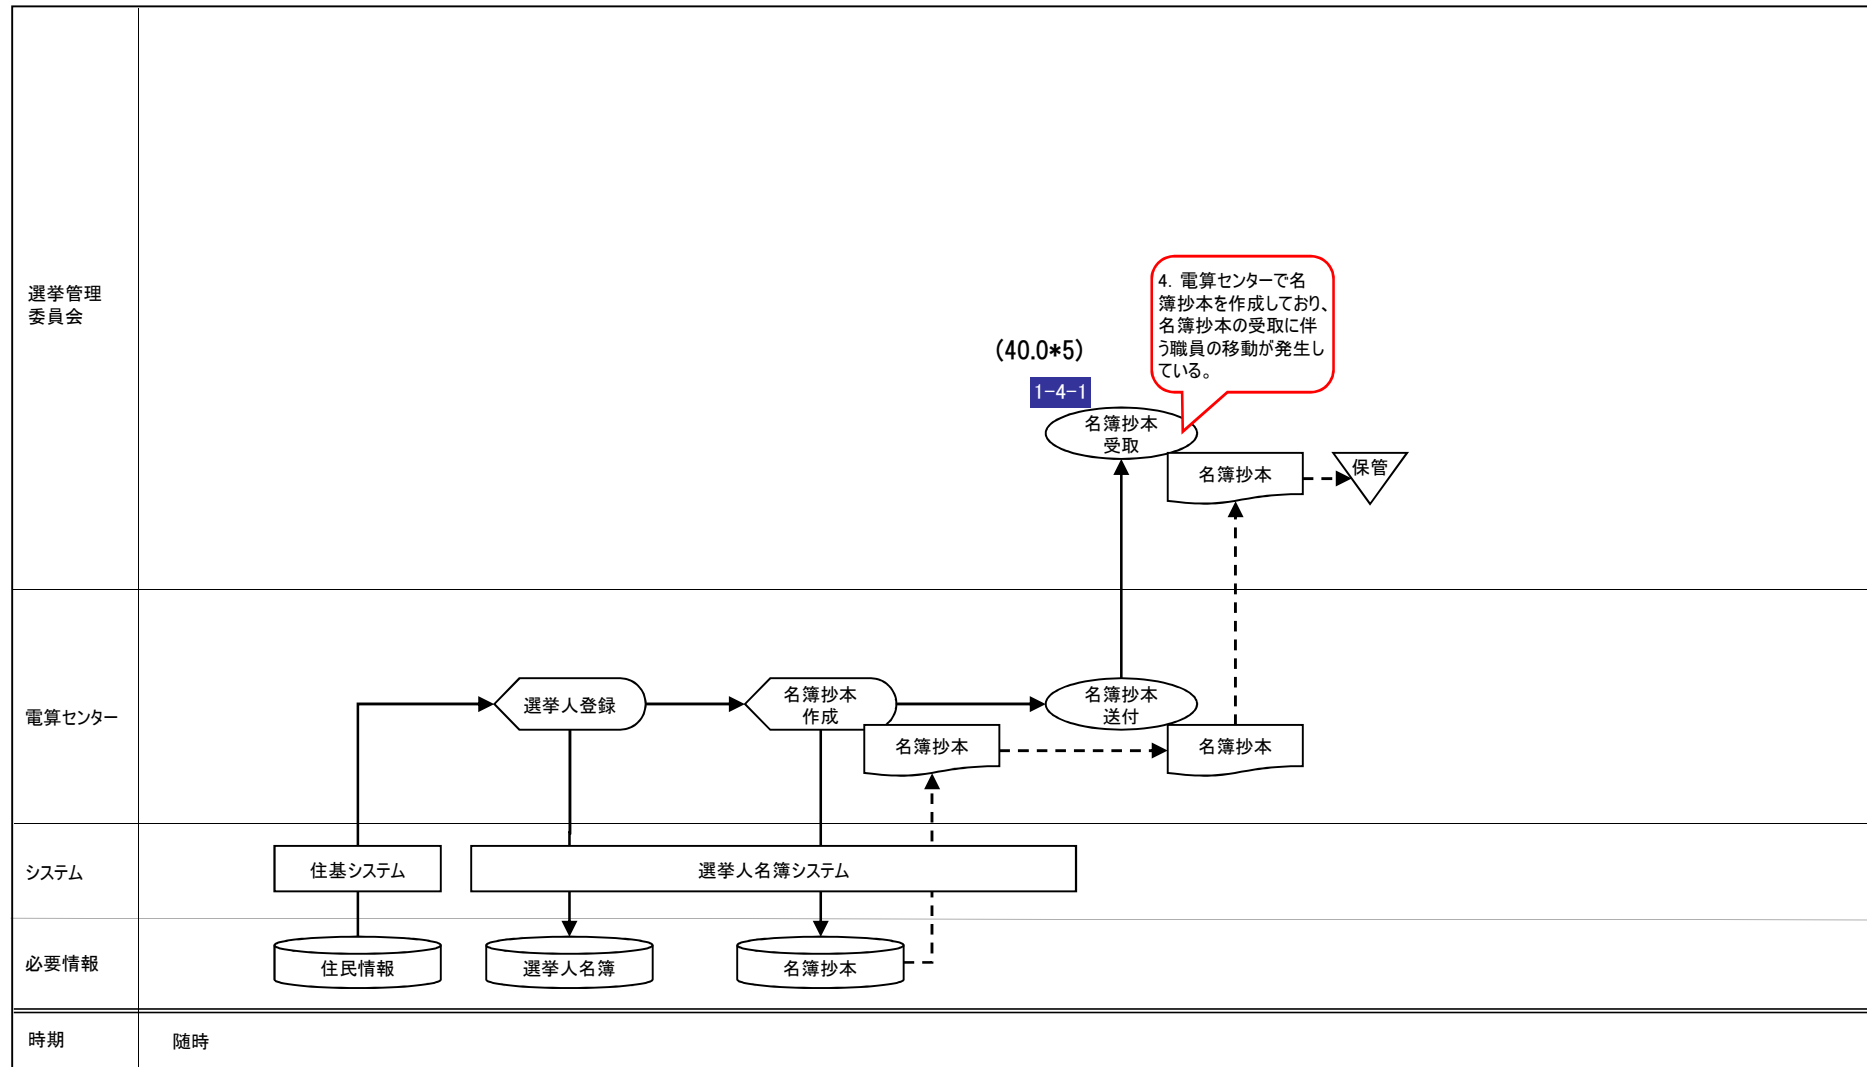 選挙管理
委員会
4. 電算センターで名
簿抄本を作成しており、
名簿抄本の受取に伴
う職員の移動が発生し
ている。
(40.0*5)
1-4-1
名簿抄本
受取
名簿抄本
保管
電算センター
選挙人登録
名簿抄本
作成
名簿抄本
名簿抄本
送付
名簿抄本
システム
住基システム
選挙人名簿システム
必要情報
住民情報
選挙人名簿
名簿抄本
時期
随時